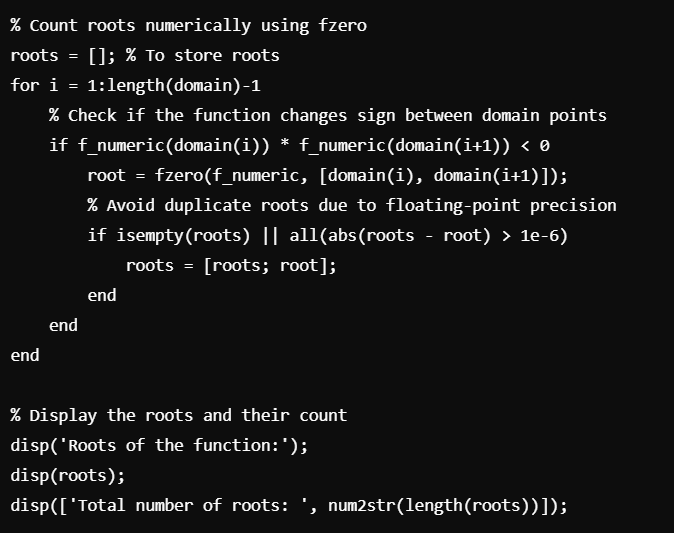 % Count roots numerically using fzero
roots = []; % To store roots
for i = 1:length(domain)-1
    % Check if the function changes sign between domain points
    if f_numeric(domain(i)) * f_numeric(domain(i+1)) < 0
        root = fzero(f_numeric, [domain(i), domain(i+1)]);
        % Avoid duplicate roots due to floating-point precision
        if isempty(roots) || all(abs(roots - root) > 1e-6)
            roots = [roots; root];
        end
    end
end

% Display the roots and their count
disp('Roots of the function:');
disp(roots);
disp(['Total number of roots: ', num2str(length(roots))]);